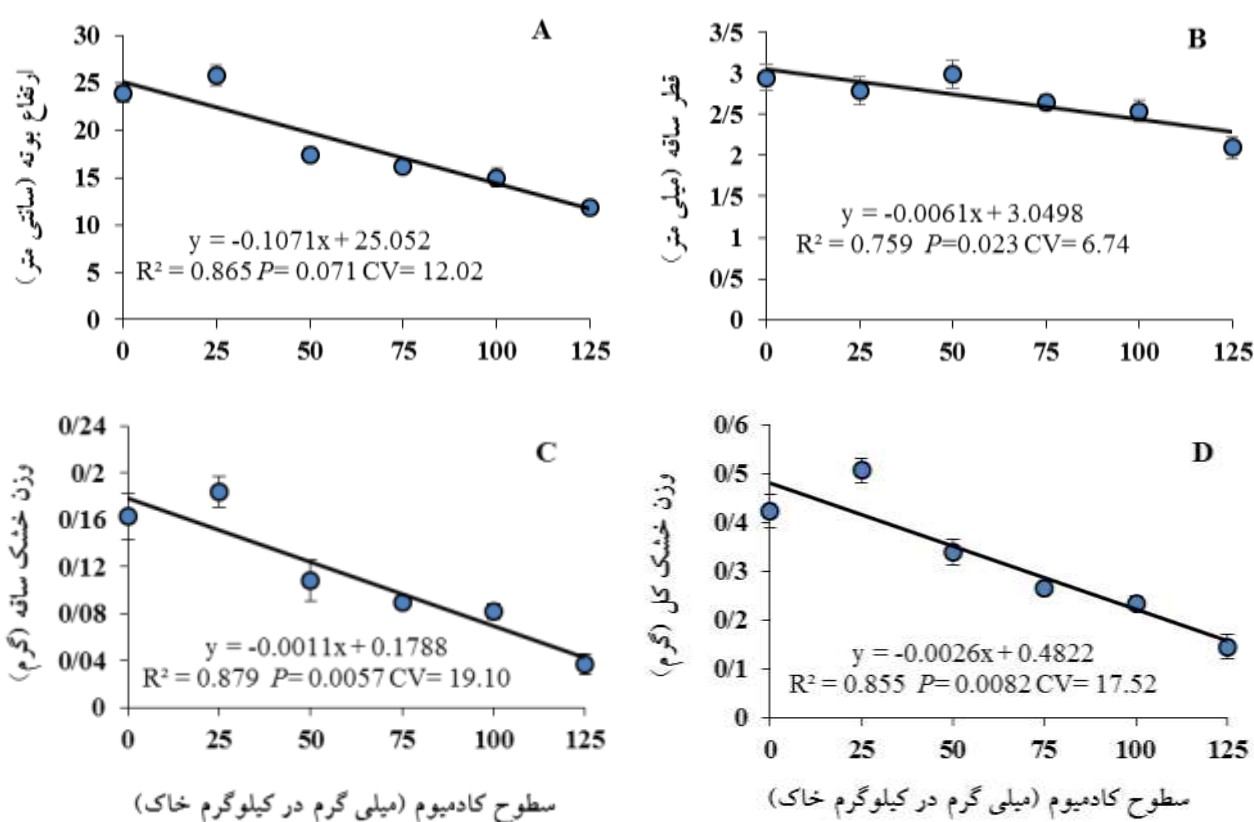 A
ارتفاع بوته (سانتی متر)
30
25
20
15
10
5
0
y = -0.1071x + 25.052
R² = 0.865 P= 0.071 CV= 12.02
0 25 50 75 100 125
B
قطر ساقه (میلی متر)
3/5
3
2/5
2
1/5
1
0/5
0
y = -0.0061x + 3.0498
R² = 0.759 P=0.023 CV= 6.74
0 25 50 75 100 125
C
وزن خشک ساقه (گرم)
0/24
0/2
0/16
0/12
0/08
0/04
0
y = -0.0011x + 0.1788
R² = 0.879 P=0.0057 CV= 19.10
0 25 50 75 100 125
سطوح کادمیوم (میلی گرم در کیلوگرم خاک)
D
وزن خشک کل (گرم)
0/6
0/5
0/4
0/3
0/2
0/1
0
y = -0.0026x + 0.4822
R² = 0.855 P=0.0082 CV= 17.52
0 25 50 75 100 125
سطوح کادمیوم (میلی گرم در کیلوگرم خاک)